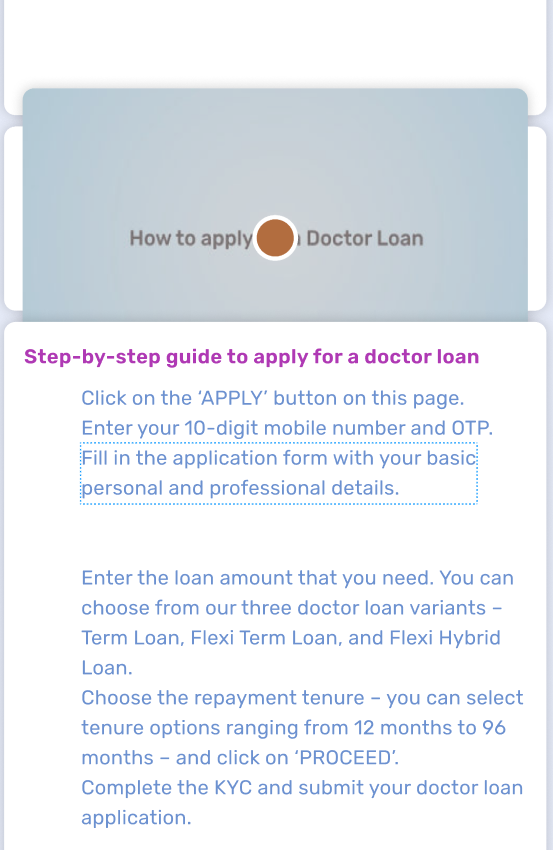 How to apply Doctor Loan
Step-by-step guide to apply for a doctor loan
Click on the ‘APPLY’ button on this page.
Enter your 10-digit mobile number and OTP.
Fill in the application form with your basic
personal and professional details.
Enter the loan amount that you need. You can
choose from our three doctor loan variants –
Term Loan, Flexi Term Loan, and Flexi Hybrid
Loan.
Choose the repayment tenure – you can select
tenure options ranging from 12 months to 96
months – and click on ‘PROCEED’.
Complete the KYC and submit your doctor loan
application.